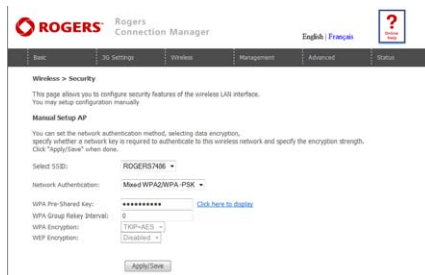 ROGERS™ Rogers Connection Manager
English | Français
? Online Help
Basic 3G Settings Wireless Management Advanced Status
Wireless > Security
This page allows you to configure security features of the wireless LAN interface.
You may setup configuration manually
Manual Setup AP
You can set the network authentication method, selecting data encryption,
specify whether a network key is required to authenticate to this wireless network and specify the encryption strength.
Click "Apply/Save" when done.
Select SSID: ROGERS7486
Network Authentication: Mixed WPA2/WPA -PSK
WPA Pre-Shared Key: •••••••••• Click here to display
WPA Group Rekey Interval: 0
WPA Encryption: TKIP+AES
WEP Encryption: Disabled
Apply/Save